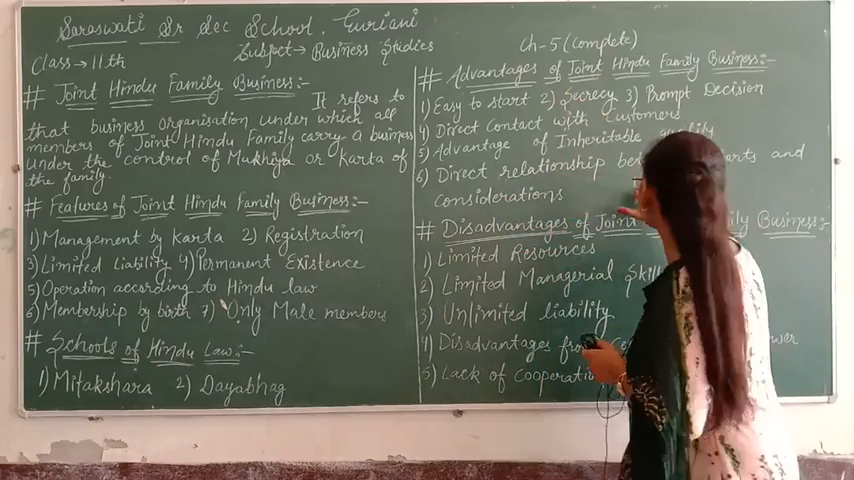 Saraswati Sr Sec School. Guriani
Subject → Business Studies
Class → 11th
# Joint Hindu Family Business:-
It refers to
that business Organisation under which all
members of Joint Hindu Family carry a business
under the control of Mukhiya or Karta of
the family.
# Features of Joint Hindu Family Business:-
1) Management by Karta 2) Registration
3) Limited Liability 4) Permanent Existence
5) Operation according to Hindu law
6) Membership by birth 7) Only Male members
# Schools of Hindu Law:-
1) Mitakshara 2) Dayabhag
Ch-5 (Complete)
# Advantages of Joint Hindu Family Business:-
1) Easy to start 2) Secrecy 3) Prompt Decision
4) Direct Contact with Customers
5) Advantage of Inheritable quality
6) Direct relationship and
considerations
# Disadvantages of Joint Business:-
1) Limited Resources
2) Limited Managerial Skill
3) Unlimited liability
4) Disadvantages
5) Lack of